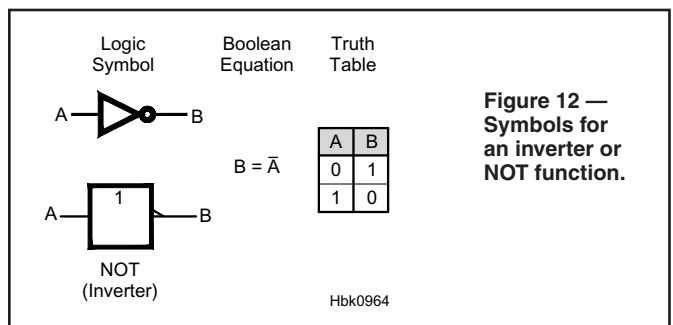 Logic
Symbol
Boolean
Equation
Truth
Table
A
B
B = A̅
A B
0 1
1 0
A
1
B
NOT
(Inverter)
Hbk0964
Figure 12 —
Symbols for
an inverter or
NOT function.